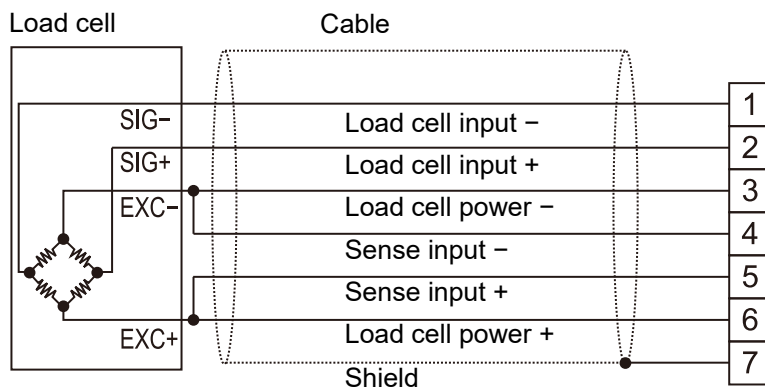 Load cell
Cable
1
SIG−
Load cell input −
2
SIG+
Load cell input +
3
EXC−
Load cell power −
4
Sense input −
5
Sense input +
6
EXC+
Load cell power +
7
Shield